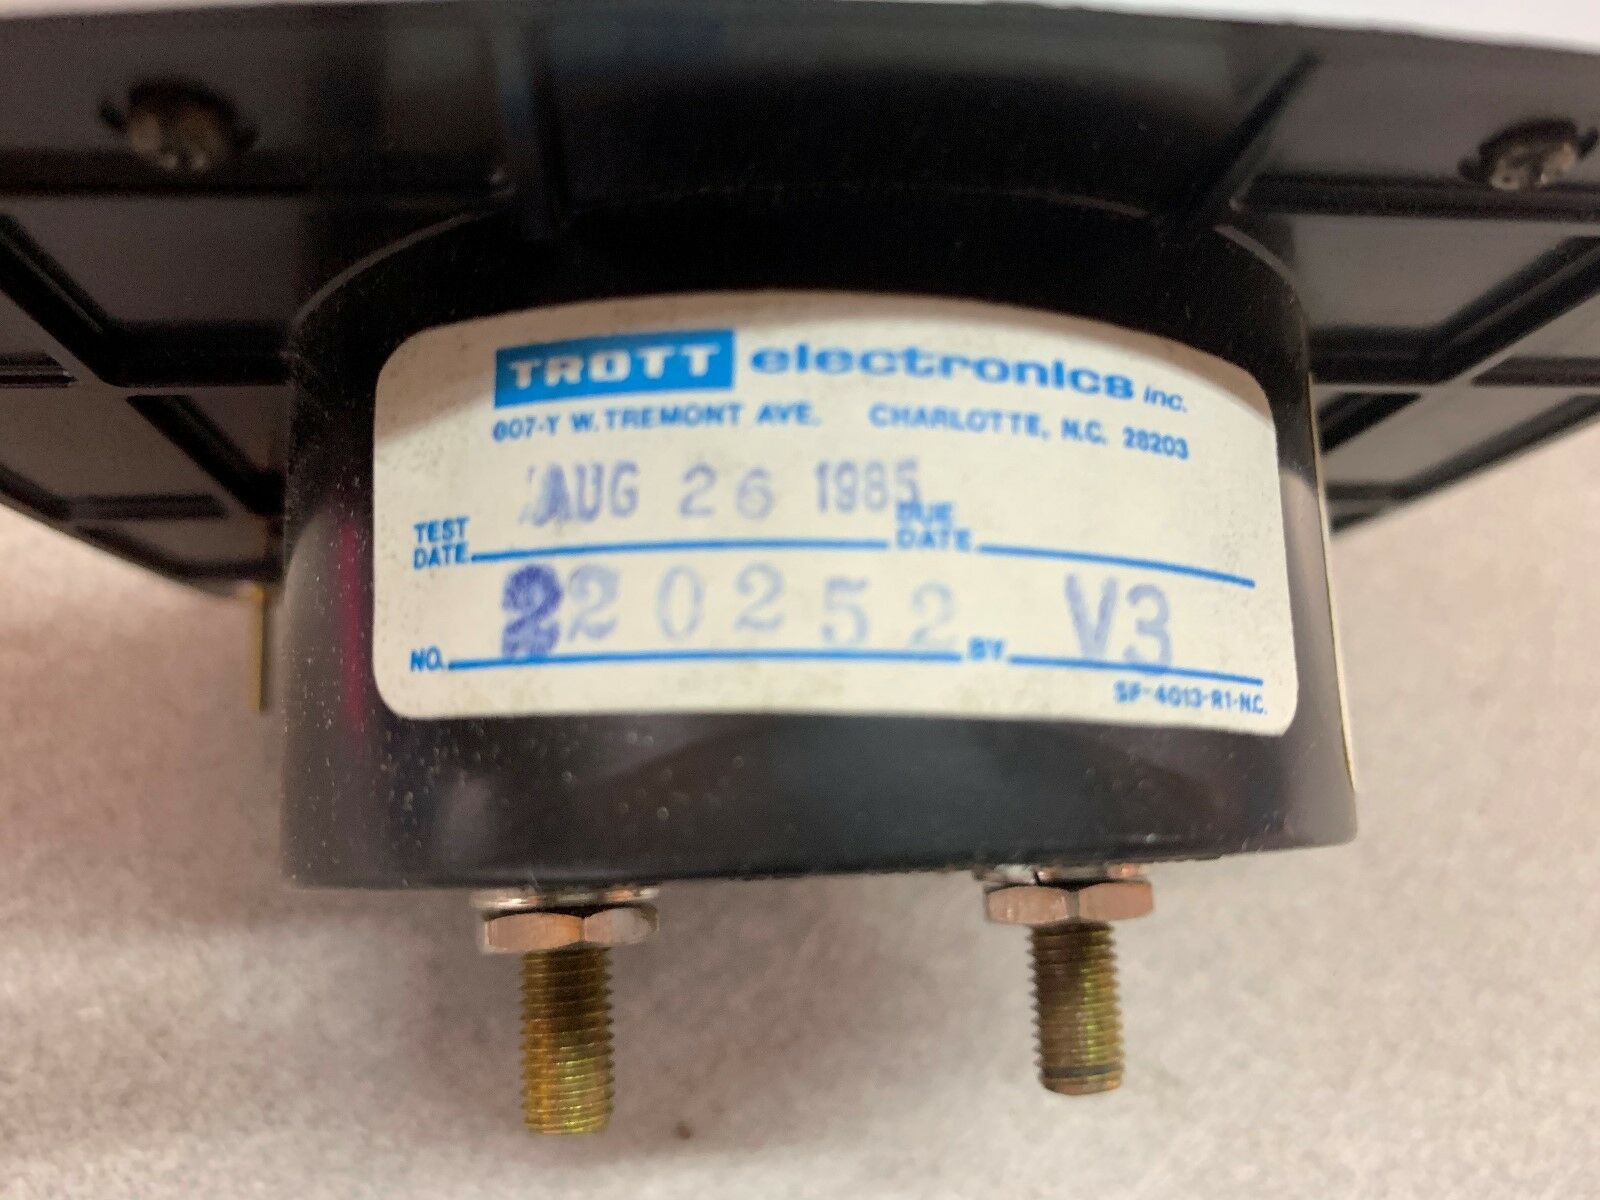 TROTT electronics inc.
607-Y W. TREMONT AVE. CHARLOTTE, N.C. 28203
TEST DATE AUG 26 1985 DUE DATE
NO. 220252 BY V3
SF-4013-R1-N.C.